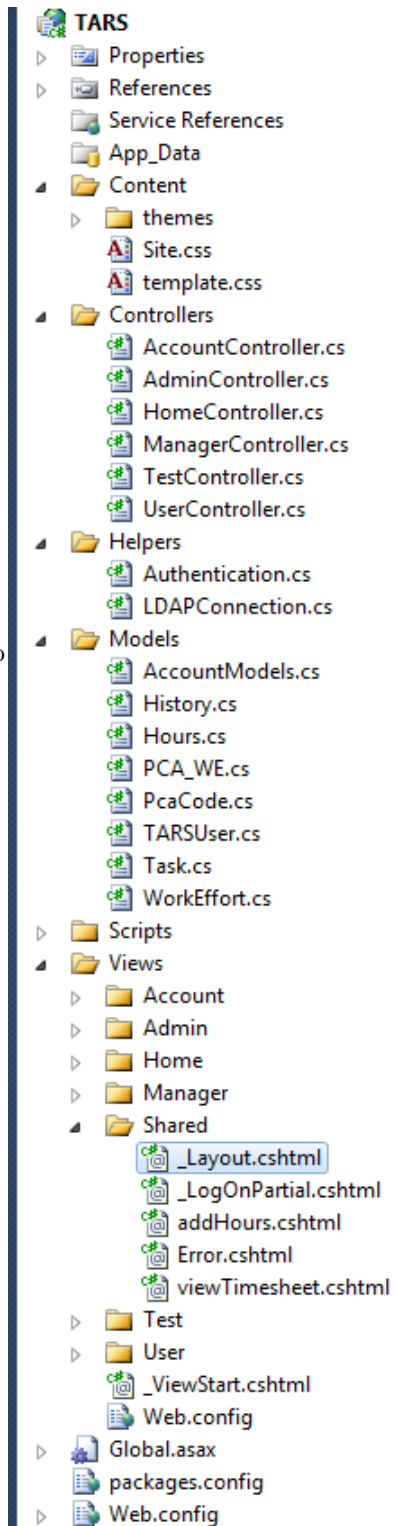 TARS
Properties
References
Service References
App_Data
Content
themes
Site.css
template.css
Controllers
AccountController.cs
AdminController.cs
HomeController.cs
ManagerController.cs
TestController.cs
UserController.cs
Helpers
Authentication.cs
LDAPConnection.cs
Models
AccountModels.cs
History.cs
Hours.cs
PCA_WE.cs
PcaCode.cs
TARSUser.cs
Task.cs
WorkEffort.cs
Scripts
Views
Account
Admin
Home
Manager
Shared
_Layout.cshtml
_LogOnPartial.cshtml
addHours.cshtml
Error.cshtml
viewTimesheet.cshtml
Test
User
_ViewStart.cshtml
Web.config
Global.asax
packages.config
Web.config